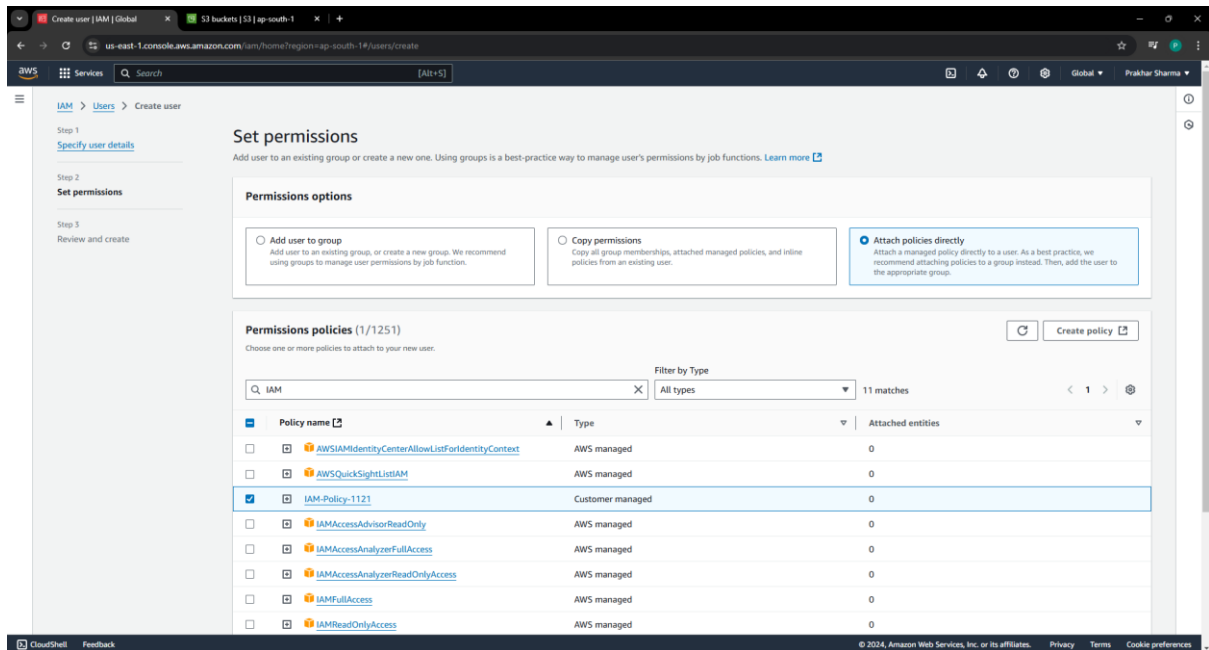 Create user | IAM | Global
S3 buckets | S3 | ap-south-1
us-east-1.console.aws.amazon.com/iam/home?region=ap-south-1#/users/create
P
aws
Services
Search
[Alt+S]
Global
Prakhar Sharma
IAM > Users > Create user
Step 1
Specify user details
Step 2
Set permissions
Step 3
Review and create
Set permissions
Add user to an existing group or create a new one. Using groups is a best-practice way to manage user's permissions by job functions. Learn more
Permissions options
Add user to group
Add user to an existing group, or create a new group. We recommend
using groups to manage user permissions by job function.
Copy permissions
Copy all group memberships, attached managed policies, and inline
policies from an existing user.
Attach policies directly
Attach a managed policy directly to a user. As a best practice, we
recommend attaching policies to a group instead. Then, add the user to
the appropriate group.
Permissions policies (1/1251)
Choose one or more policies to attach to your new user.
Create policy
Filter by Type
IAM
All types
11 matches
1
Policy name
Type
Attached entities
AWSIAMIdentityCenterAllowListForIdentityContext AWS managed 0
AWSQuickSightListIAM AWS managed 0
IAM-Policy-1121 Customer managed 0
IAMAccessAdvisorReadOnly AWS managed 0
IAMAccessAnalyzerFullAccess AWS managed 0
IAMAccessAnalyzerReadOnlyAccess AWS managed 0
IAMFullAccess AWS managed 0
IAMReadOnlyAccess AWS managed 0
CloudShell Feedback
© 2024, Amazon Web Services, Inc. or its affiliates. Privacy Terms Cookie preferences